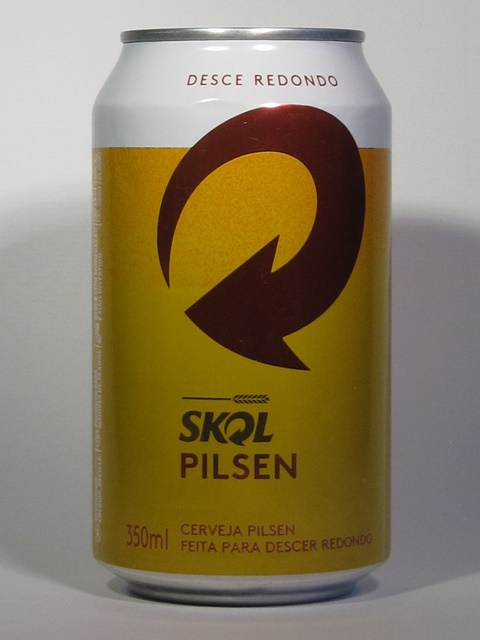 DESCE REDONDO
SKOL
PILSEN
350ml
CERVEJA PILSEN
FEITA PARA DESCER REDONDO